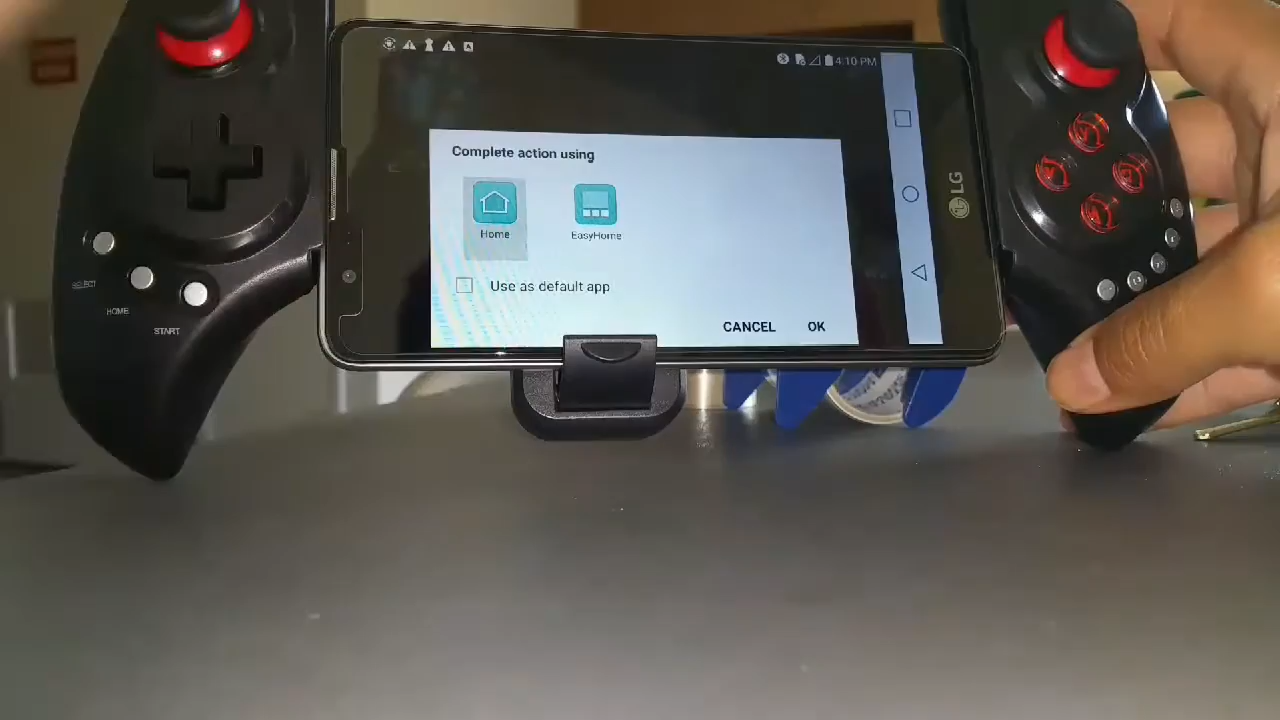 4:10 PM
Complete action using
Home
EasyHome
Use as default app
CANCEL
OK
LG
SELECT
HOME
START